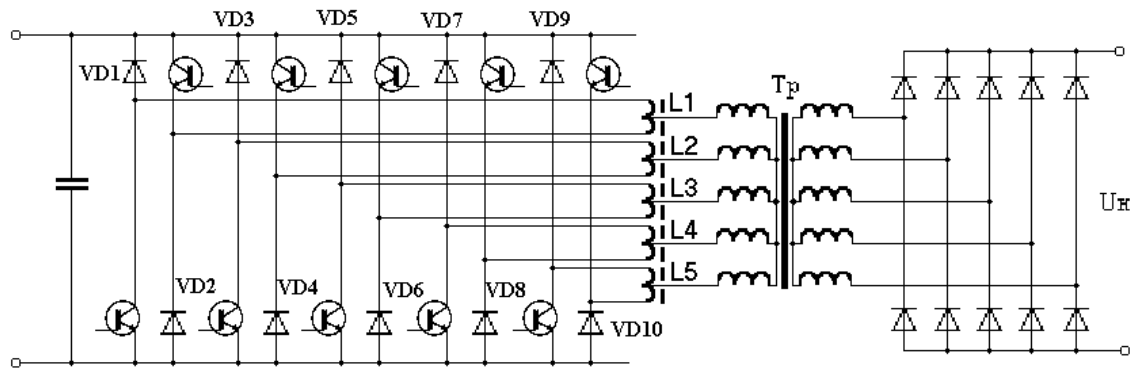 VD3
VD5
VD7
VD9
VD1
L1
L2
L3
L4
L5
Тр
Uн
VD2
VD4
VD6
VD8
VD10